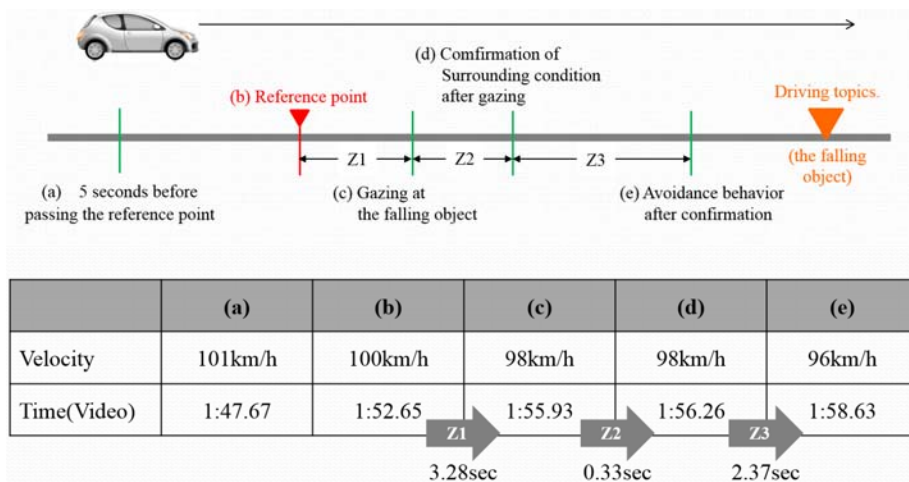 (d) Comfirmation of
Surrounding condition
after gazing
(b) Reference point
Driving topics.
Z1
Z2
Z3
(a) 5 seconds before
passing the reference point
(c) Gazing at
the falling object
(e) Avoidance behavior
after confirmation
(the falling
object)
(a) (b) (c) (d) (e)
Velocity 101km/h 100km/h 98km/h 98km/h 96km/h
Time(Video) 1:47.67 1:52.65 1:55.93 1:56.26 1:58.63
Z1 Z2 Z3
3.28sec 0.33sec 2.37sec